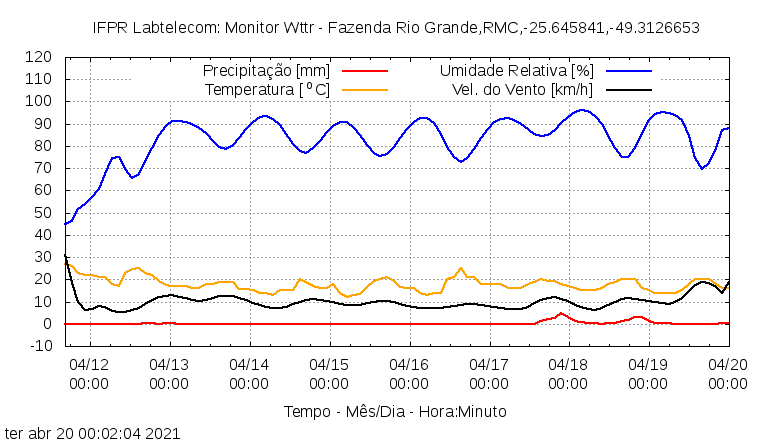 IFPR Labtelecom: Monitor Wttr - Fazenda Rio Grande,RMC,-25.645841,-49.3126653
Precipitação [mm]
Temperatura [⁰C]
Umidade Relativa [%]
Vel. do Vento [km/h]
120
110
100
90
80
70
60
50
40
30
20
10
0
-10
04/12 04/13 04/14 04/15 04/16 04/17 04/18 04/19 04/20
00:00 00:00 00:00 00:00 00:00 00:00 00:00 00:00 00:00
Tempo - Mês/Dia - Hora:Minuto
ter abr 20 00:02:04 2021